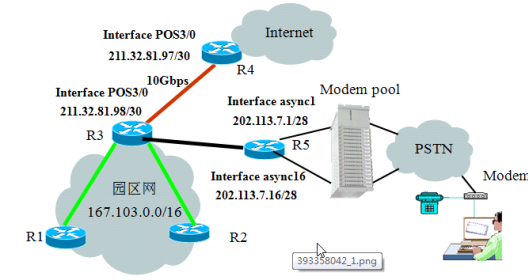 Interface POS3/0
211.32.81.97/30
Internet
R4
10Gbps
Interface POS3/0
211.32.81.98/30
R3
Interface async1
202.113.7.1/28
Modem pool
R5
PSTN
Interface async16
202.113.7.16/28
Modem
园区网
167.103.0.0/16
R1
R2
393358042_1.png